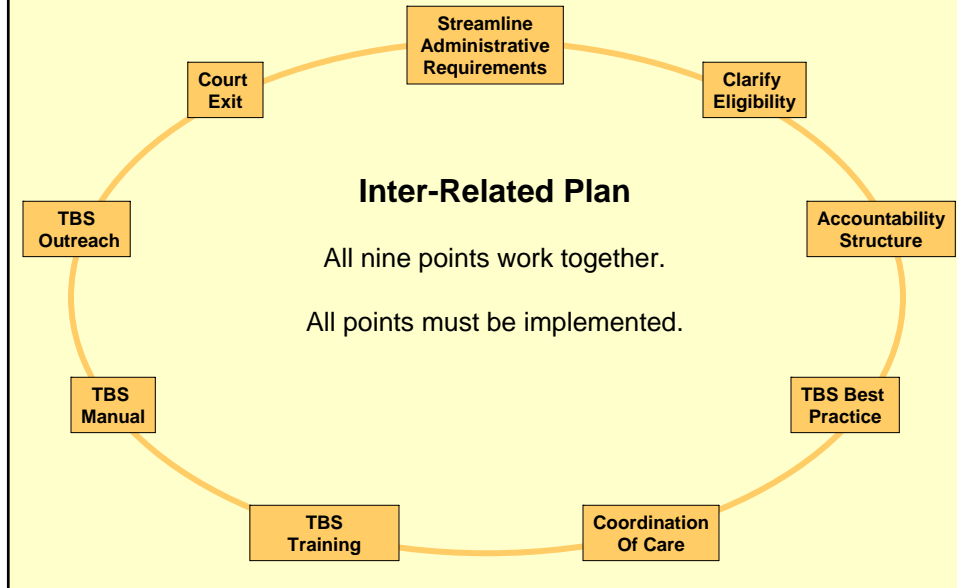 Streamline
Administrative
Requirements
Court
Exit
Clarify
Eligibility
Inter-Related Plan
TBS
Outreach
Accountability
Structure
All nine points work together.
All points must be implemented.
TBS
Manual
TBS Best
Practice
TBS
Training
Coordination
Of Care